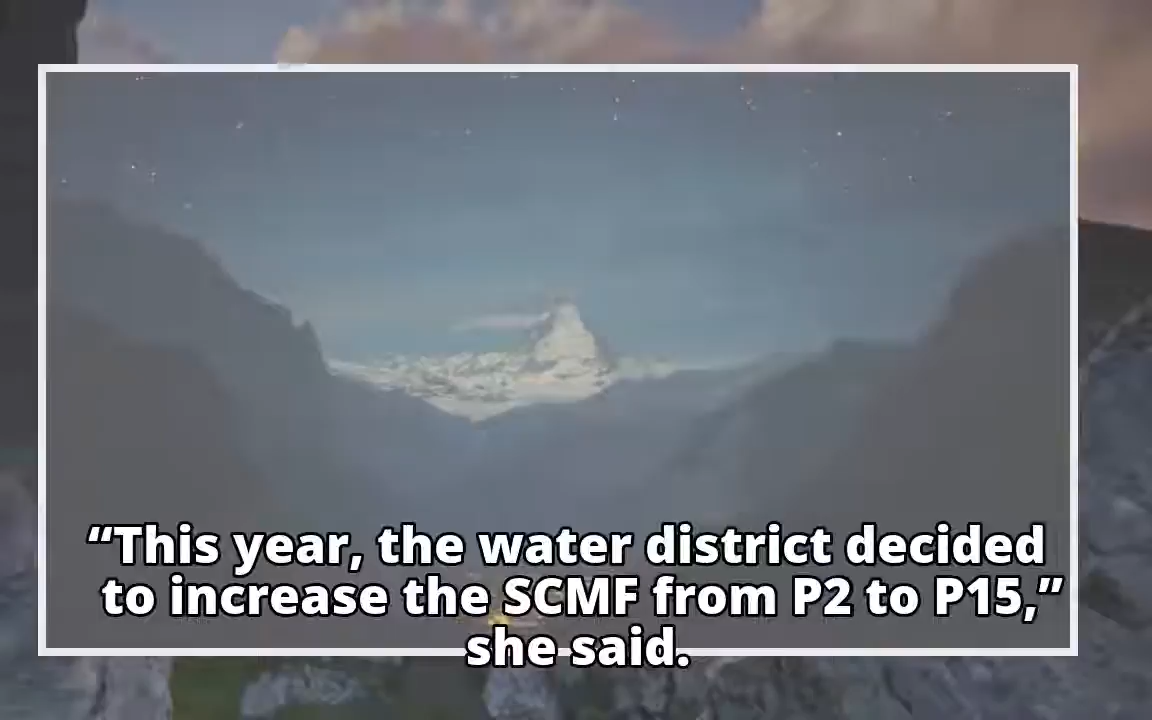 “This year, the water district decided
to increase the SCMF from P2 to P15,”
she said.